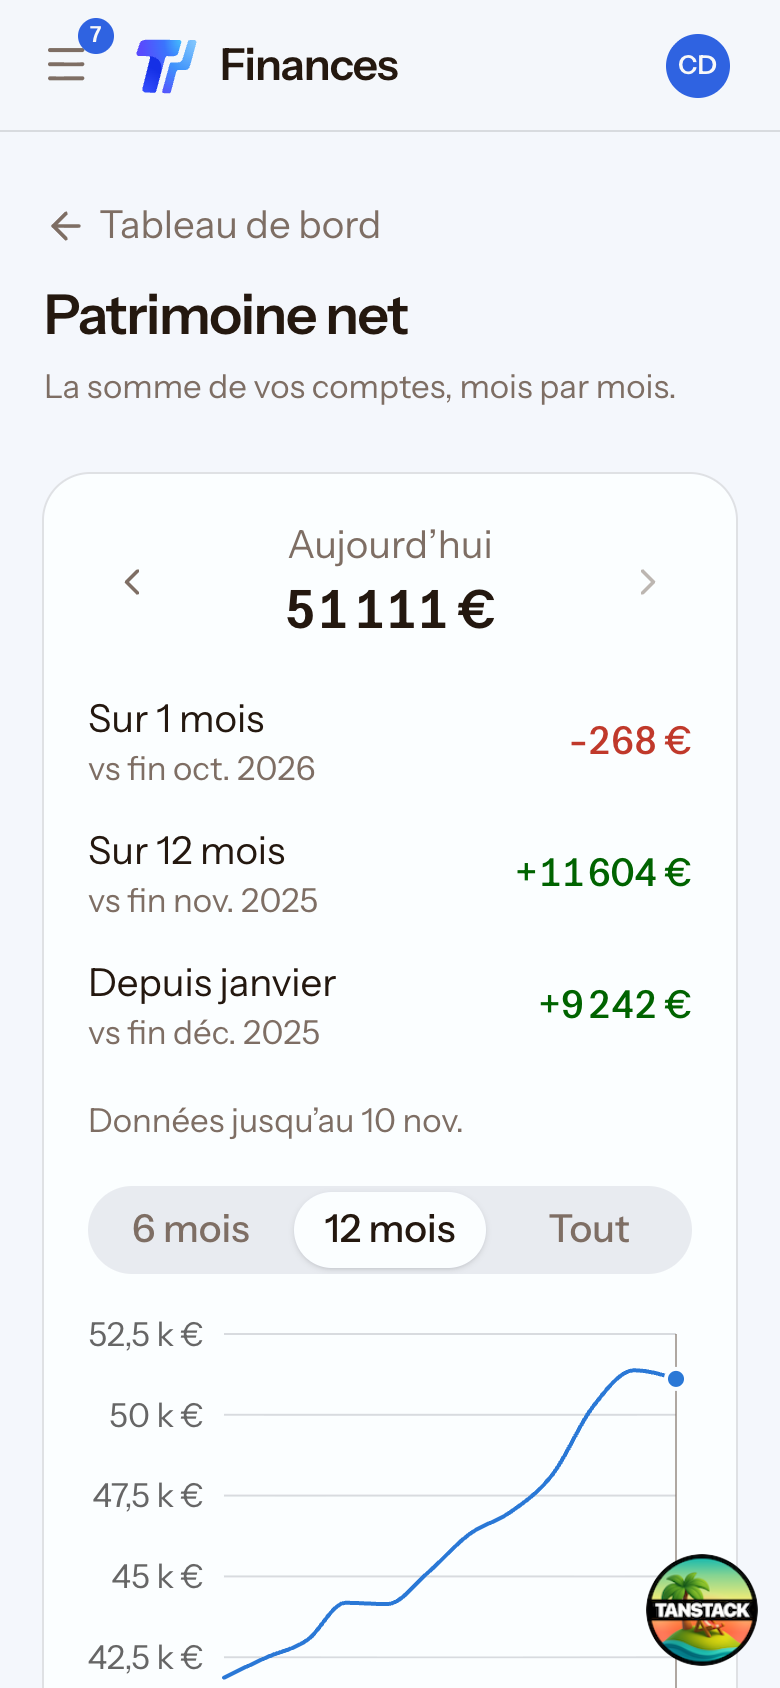 7
Finances
CD
← Tableau de bord
Patrimoine net
La somme de vos comptes, mois par mois.
Aujourd’hui
51 111 €
Sur 1 mois
-268 €
vs fin oct. 2026
Sur 12 mois
+11 604 €
vs fin nov. 2025
Depuis janvier
+9 242 €
vs fin déc. 2025
Données jusqu’au 10 nov.
6 mois 12 mois Tout
52,5 k €
50 k €
47,5 k €
45 k €
TANSTACK
42,5 k €